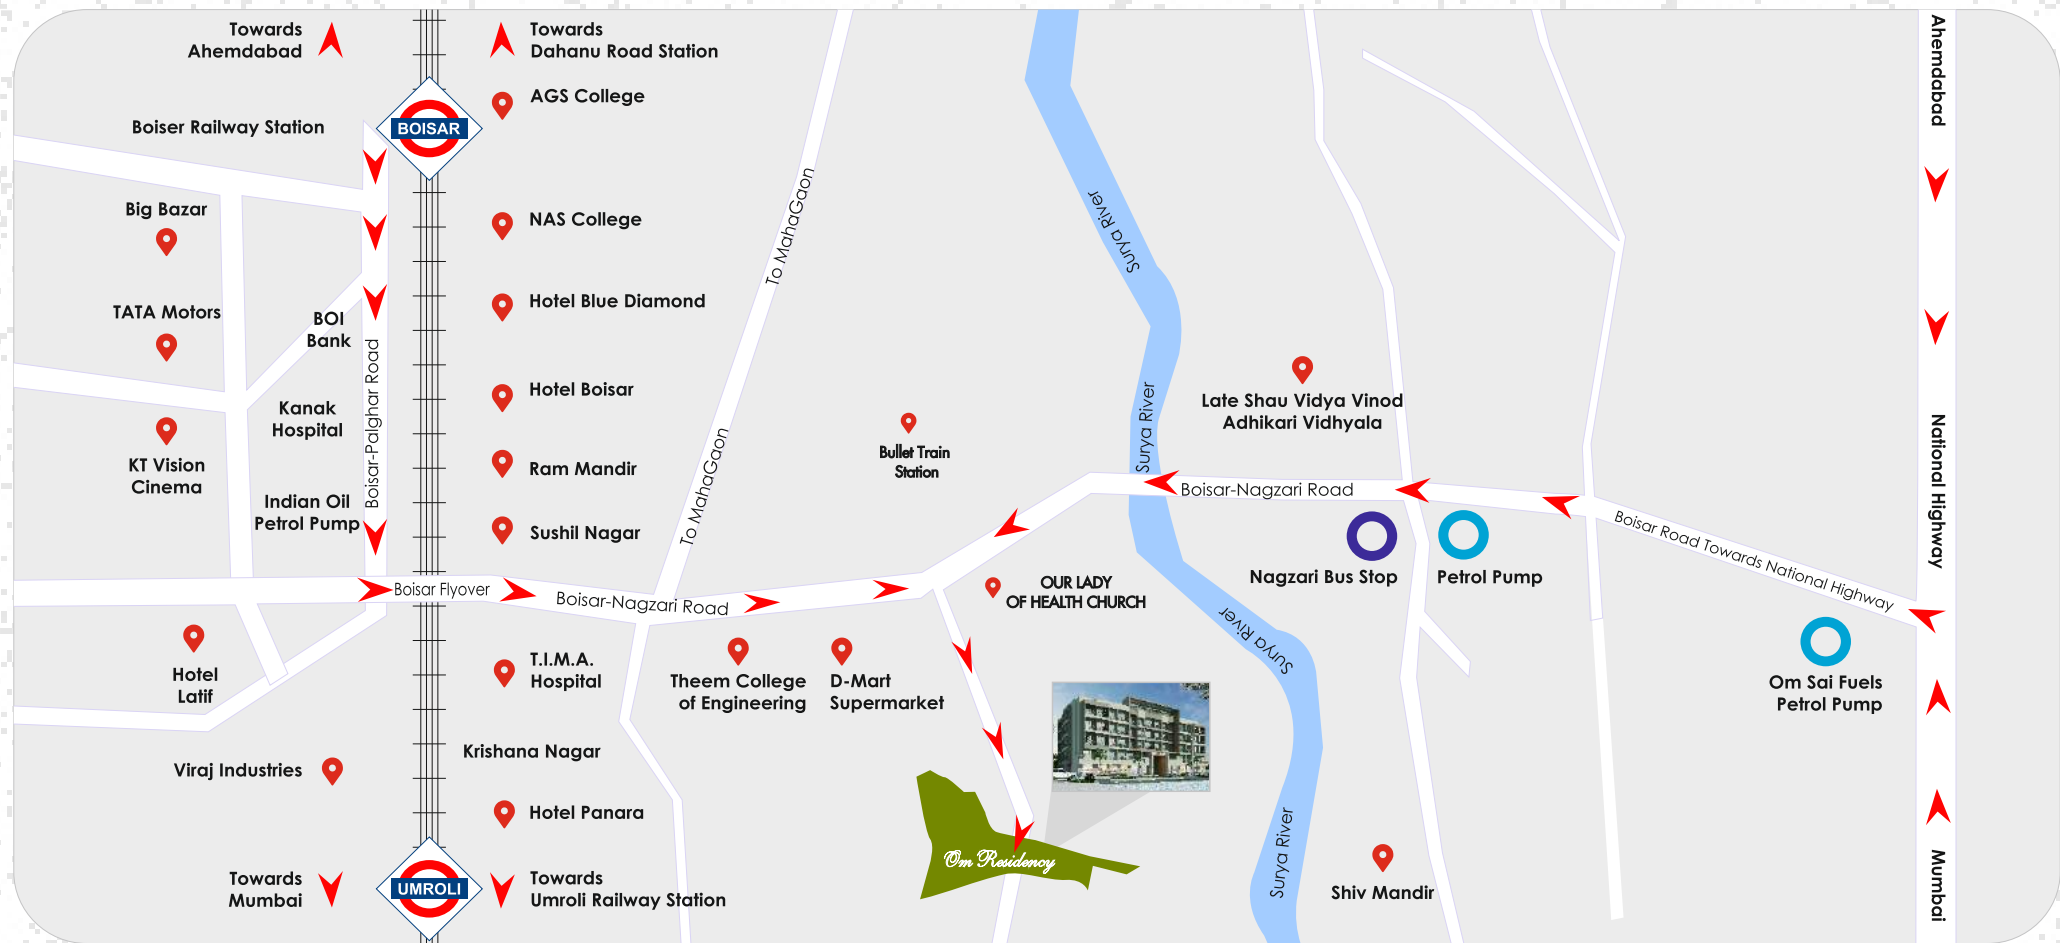 Towards
Ahemdabad
Towards
Dahanu Road Station
AGS College
BOISAR
Boiser Railway Station
Big Bazar
NAS College
TATA Motors
BOI
Bank
Hotel Blue Diamond
Boisar-Palghar Road
Kanak
Hospital
Hotel Boisar
KT Vision
Cinema
Ram Mandir
Indian Oil
Petrol Pump
Sushil Nagar
To MahaGaon
To MahaGaon
Bullet Train
Station
Surya River
Surya River
Late Shau Vidya Vinod
Adhikari Vidhyala
Boisar-Nagzari Road
Nagzari Bus Stop
Petrol Pump
Boisar Road Towards National Highway
Ahemdabad
National Highway
Mumbai
Om Sai Fuels
Petrol Pump
Boisar Flyover
Boisar-Nagzari Road
OUR LADY
OF HEALTH CHURCH
Surya River
Hotel
Latif
T.I.M.A.
Hospital
Theem College
of Engineering
D-Mart
Supermarket
Viraj Industries
Krishana Nagar
Hotel Panara
Om Residency
Surya River
Shiv Mandir
Towards
Mumbai
UMROLI
Towards
Umroli Railway Station